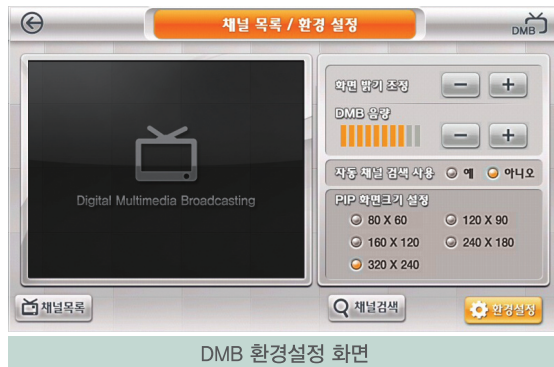 채널 목록 / 환경 설정
DMB
Digital Multimedia Broadcasting
화면 밝기 조정 - +
DMB 음량
- +
자동 채널 검색 사용 예 아니오
PIP 화면크기 설정
80 X 60 120 X 90
160 X 120 240 X 180
320 X 240
채널목록 채널검색 환경설정
DMB 환경설정 화면